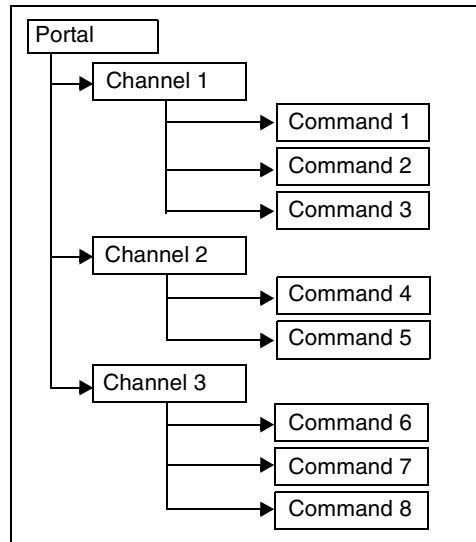 Portal
Channel 1
Command 1
Command 2
Command 3
Channel 2
Command 4
Command 5
Channel 3
Command 6
Command 7
Command 8